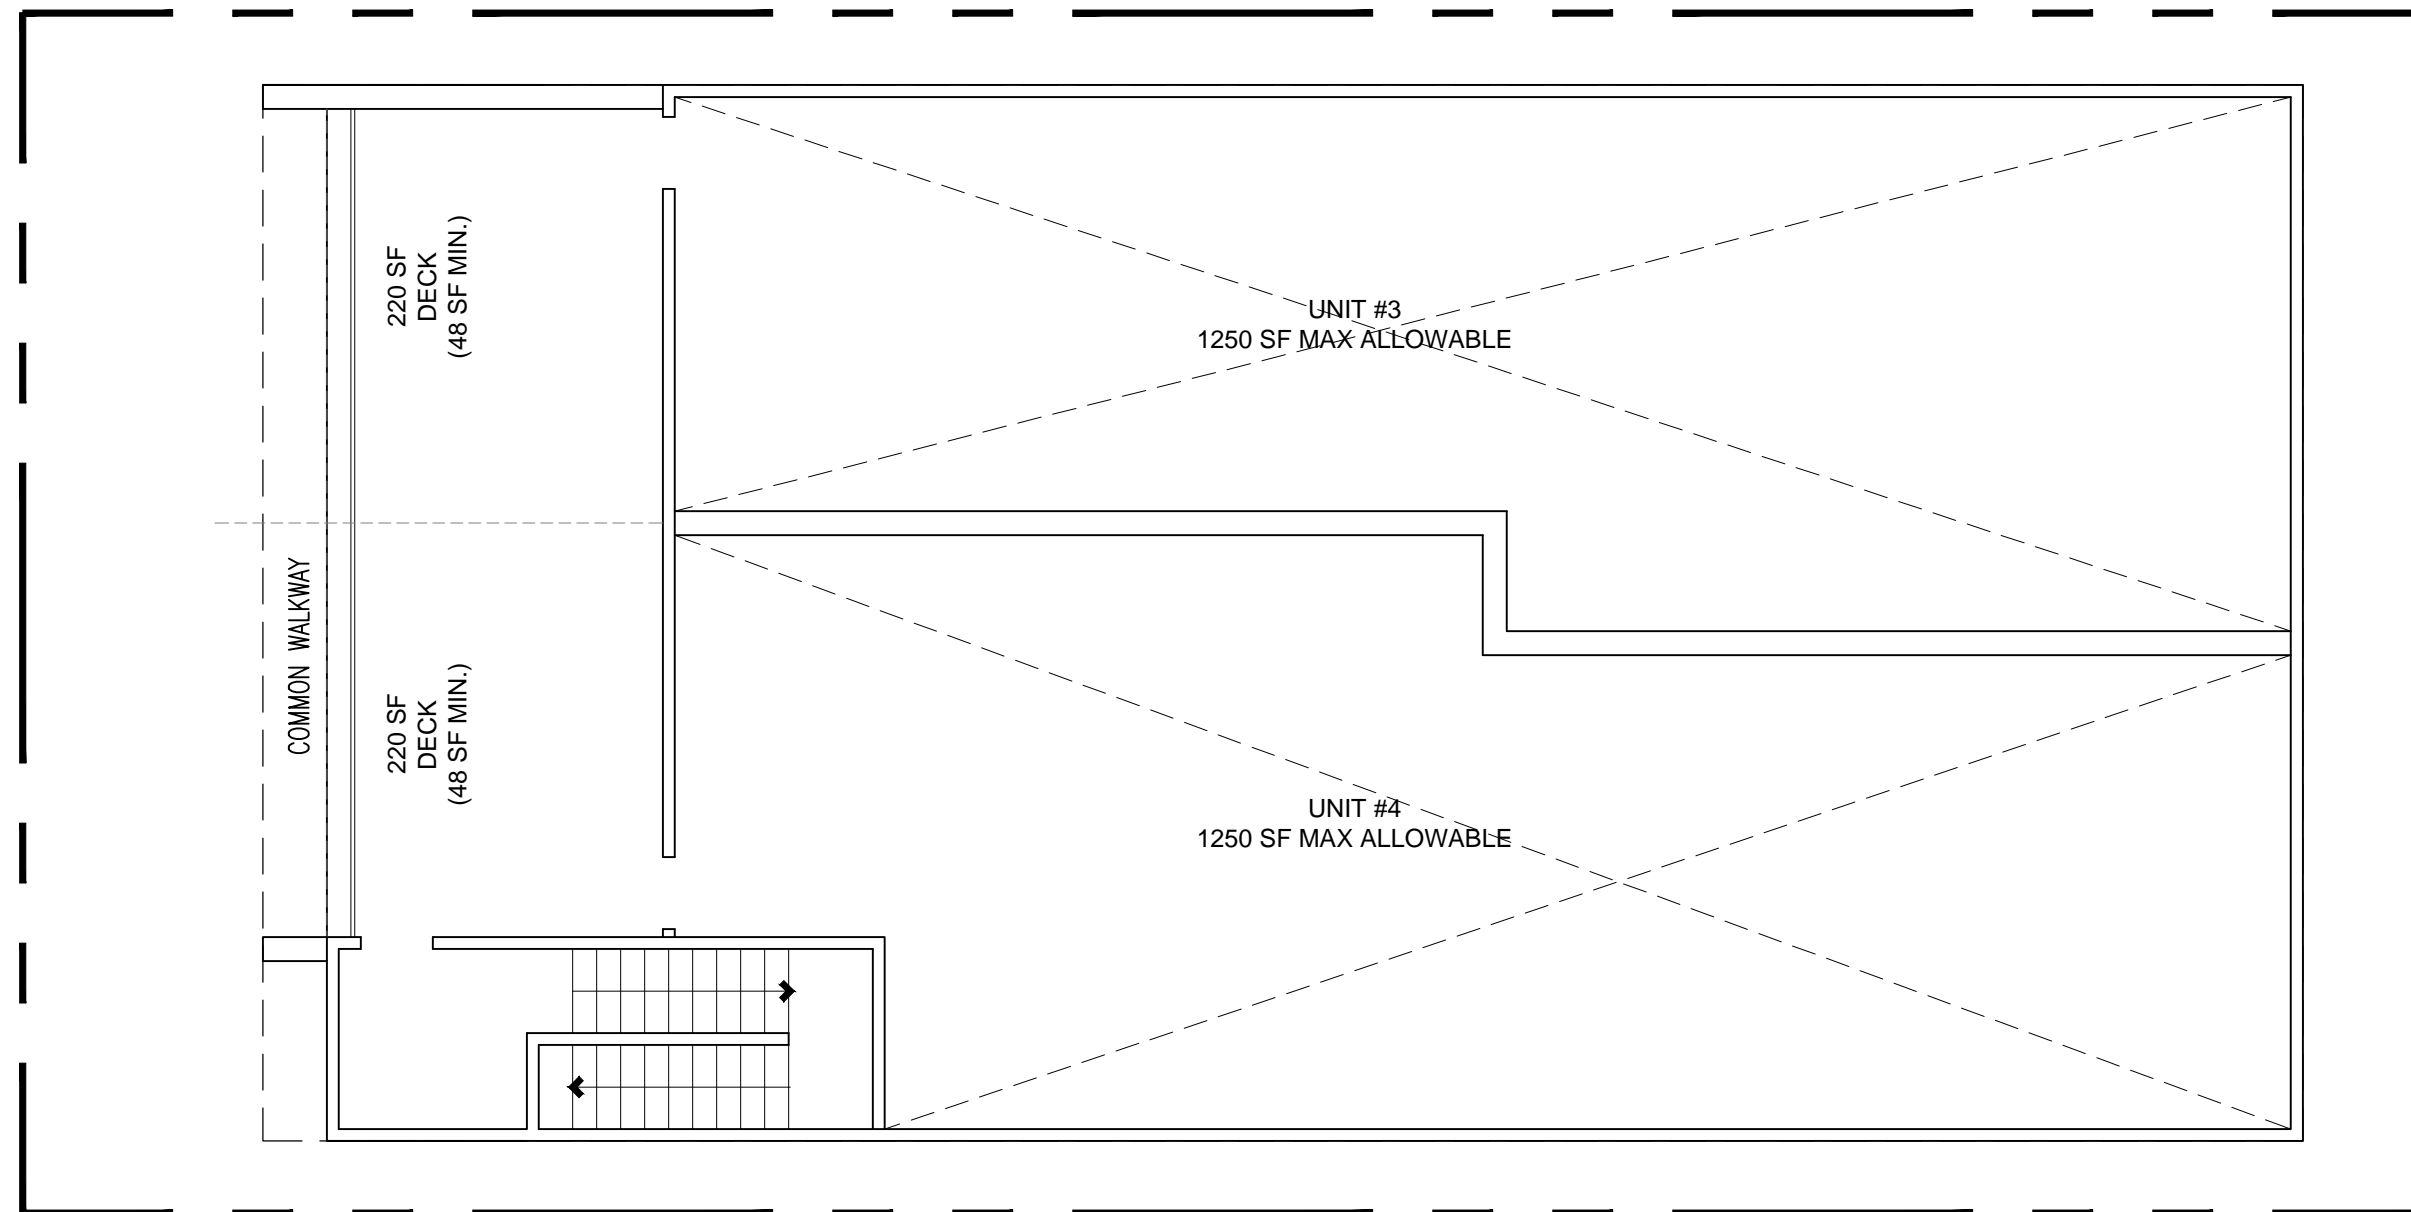 220 SF
DECK
(48 SF MIN.)
UNIT #3
1250 SF MAX ALLOWABLE
COMMON WALKWAY
220 SF
DECK
(48 SF MIN.)
UNIT #4
1250 SF MAX ALLOWABLE